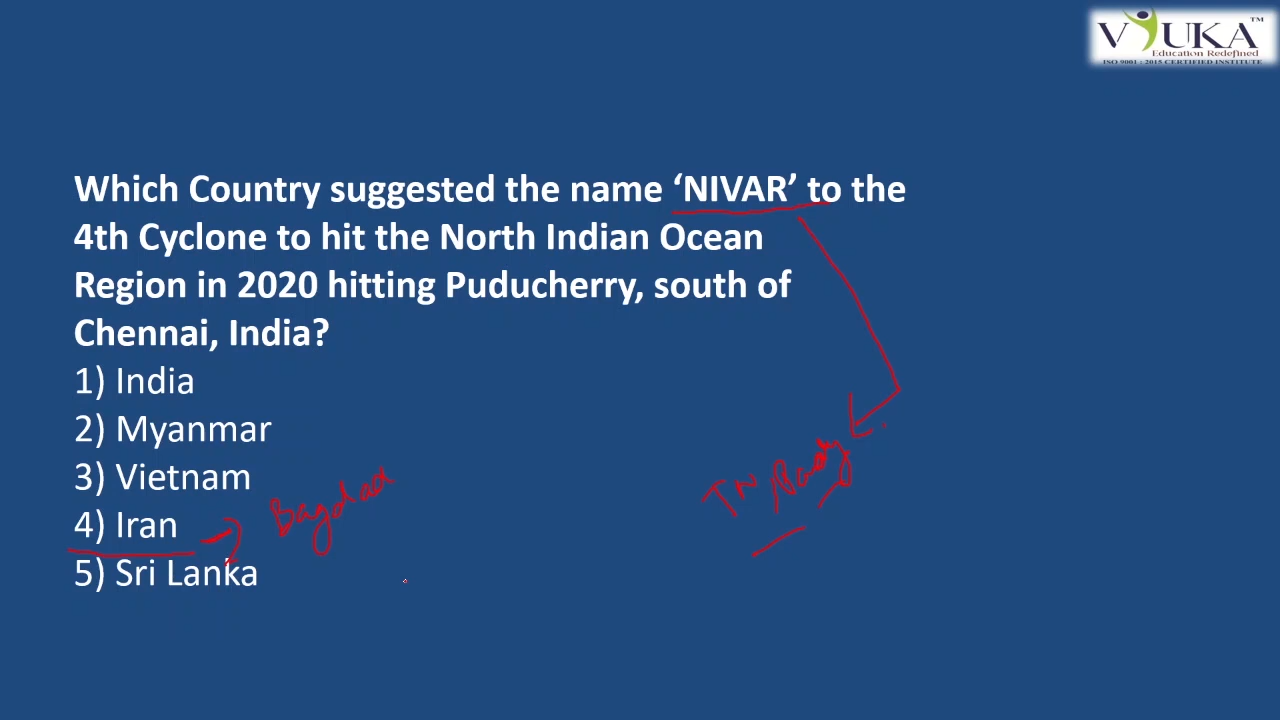 VJUKA™
Education Redefined
ISO 9001 : 2015 CERTIFIED INSTITUTE
Which Country suggested the name ‘NIVAR’ to the
4th Cyclone to hit the North Indian Ocean
Region in 2020 hitting Puducherry, south of
Chennai, India?
1) India
2) Myanmar
3) Vietnam
4) Iran
Bagdad
5) Sri Lanka
TN